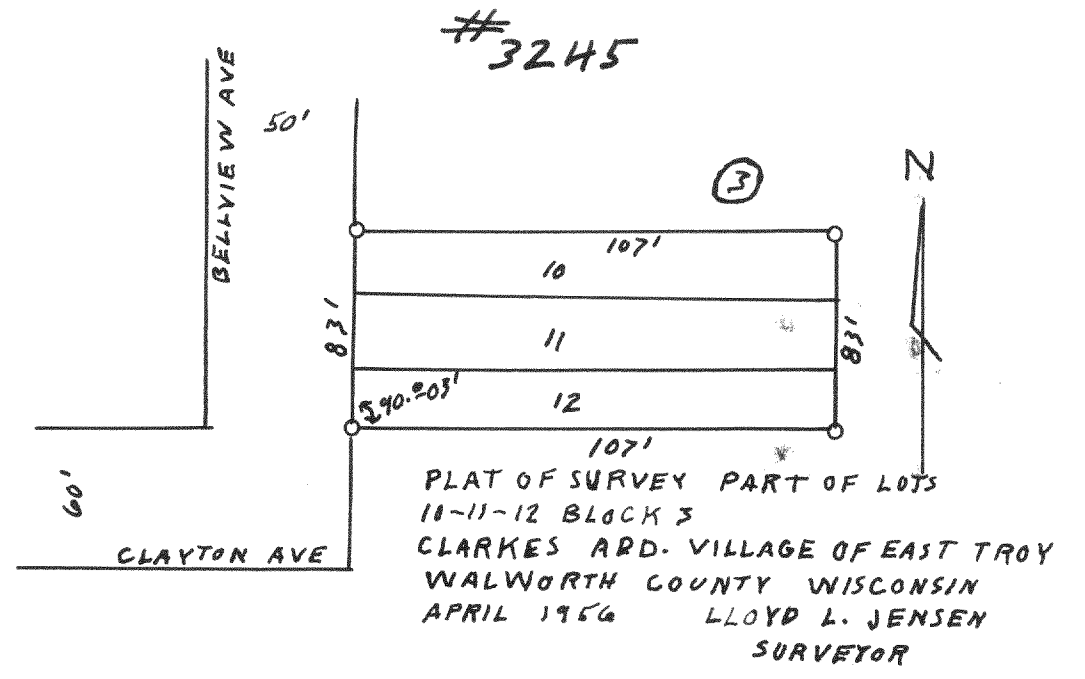 #3245
BELLVIEW AVE
50'
3
N
107'
10
83'
11
83'
90.°-03'
12
107'
60'
CLAYTON AVE
PLAT OF SURVEY PART OF LOTS
10-11-12 BLOCK 3
CLARKES ADD. VILLAGE OF EAST TROY
WALWORTH COUNTY WISCONSIN
APRIL 1956 LLOYD L. JENSEN
SURVEYOR